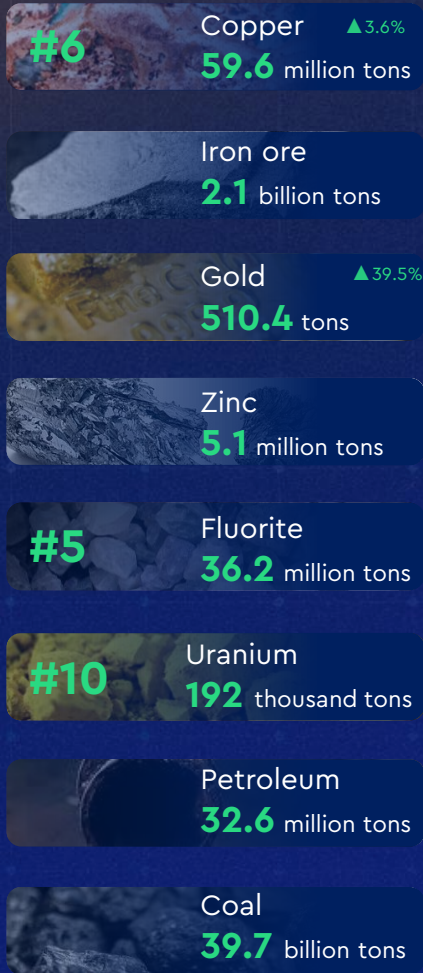 #6
Copper ▲3.6%
59.6 million tons
Iron ore
2.1 billion tons
Gold ▲39.5%
510.4 tons
Zinc
5.1 million tons
#5
Fluorite
36.2 million tons
#10
Uranium
192 thousand tons
Petroleum
32.6 million tons
Coal
39.7 billion tons